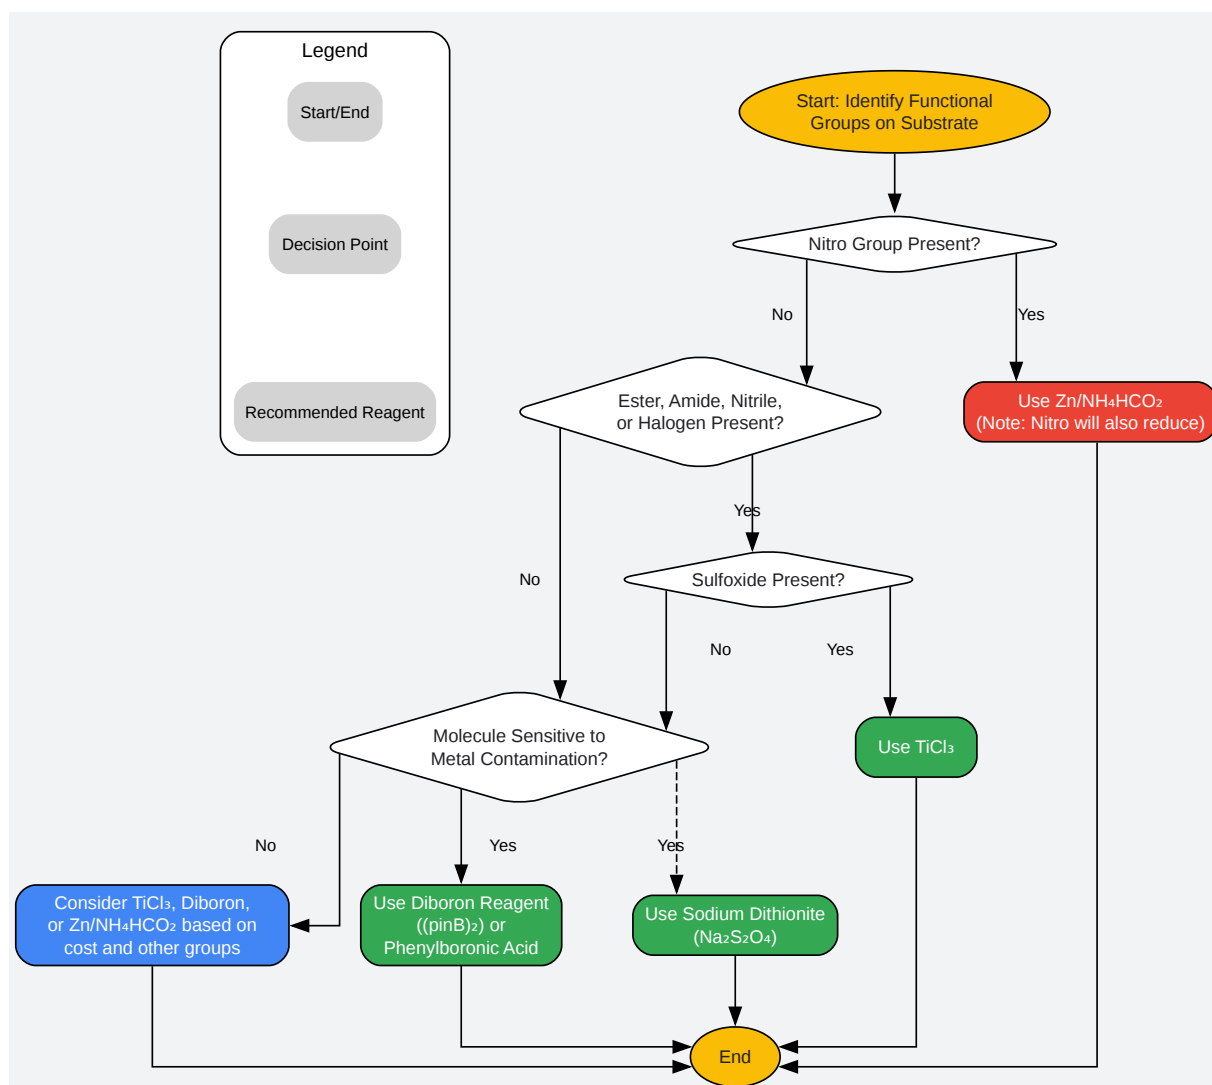 Legend
Start/End
Decision Point
Recommended Reagent
Start: Identify Functional
Groups on Substrate
Nitro Group Present?
No
Yes
Ester, Amide, Nitrile,
or Halogen Present?
Use Zn/NH₄HCO₂
(Note: Nitro will also reduce)
Yes
No
Sulfoxide Present?
No
Yes
Molecule Sensitive to
Metal Contamination?
Use TiCl₃
No
Yes
Yes
Consider TiCl₃, Diboron,
or Zn/NH₄HCO₂ based on
cost and other groups
Use Diboron Reagent
((pinB)₂) or
Phenylboronic Acid
Use Sodium Dithionite
(Na₂S₂O₄)
End